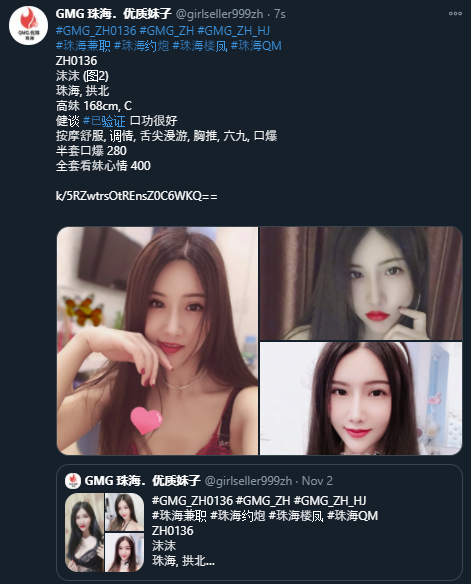 GMG 珠海．优质妹子 @girlseller999zh · 7s
#GMG_ZH0136 #GMG_ZH #GMG_ZH_HJ
#珠海兼职 #珠海约炮 #珠海楼凤 #珠海QM
ZH0136
沫沫 (图2)
珠海, 拱北
高妹 168cm, C
健谈 #已验证 口功很好
按摩舒服, 调情, 舌尖漫游, 胸推, 六九, 口爆
半套口爆 280
全套看妹心情 400
k/5RZwtrsOtREnsZ0C6WKQ==
GMG 珠海．优质妹子 @girlseller999zh · Nov 2
#GMG_ZH0136 #GMG_ZH #GMG_ZH_HJ
#珠海兼职 #珠海约炮 #珠海楼凤 #珠海QM
ZH0136
沫沫
珠海, 拱北...